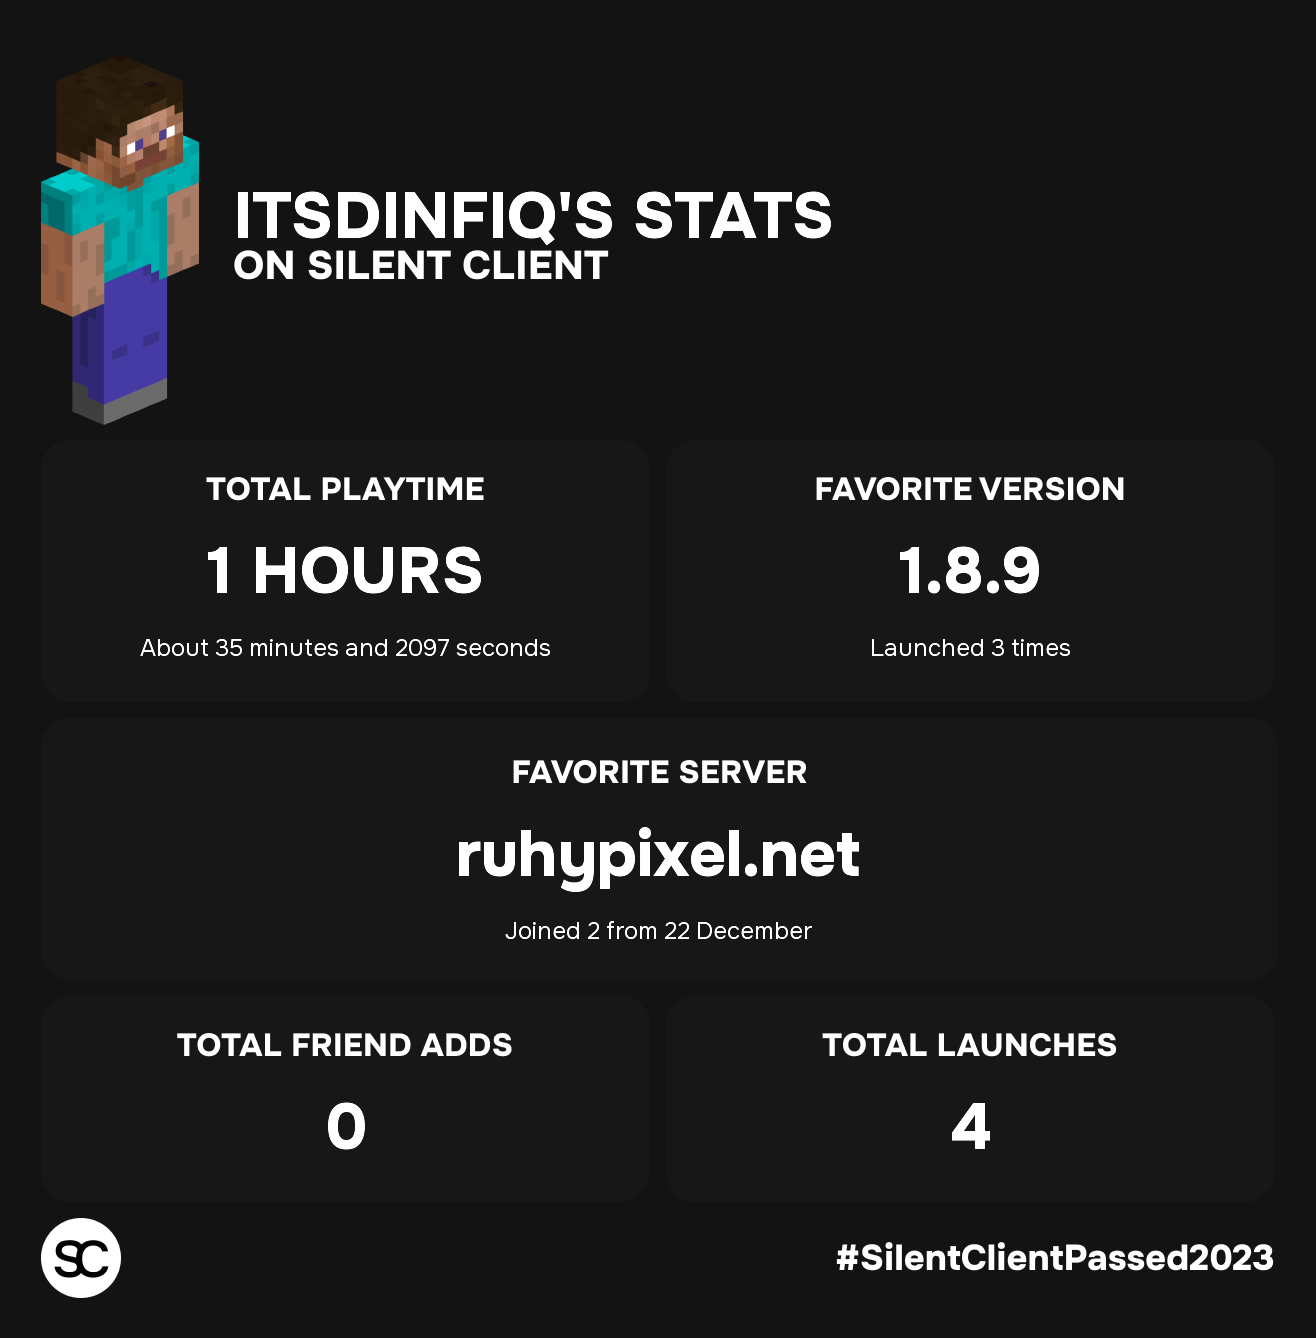 ITSDINFIQ'S STATS
ON SILENT CLIENT
TOTAL PLAYTIME
1 HOURS
About 35 minutes and 2097 seconds
FAVORITE VERSION
1.8.9
Launched 3 times
FAVORITE SERVER
ruhypixel.net
Joined 2 from 22 December
TOTAL FRIEND ADDS
0
TOTAL LAUNCHES
4
SC
#SilentClientPassed2023